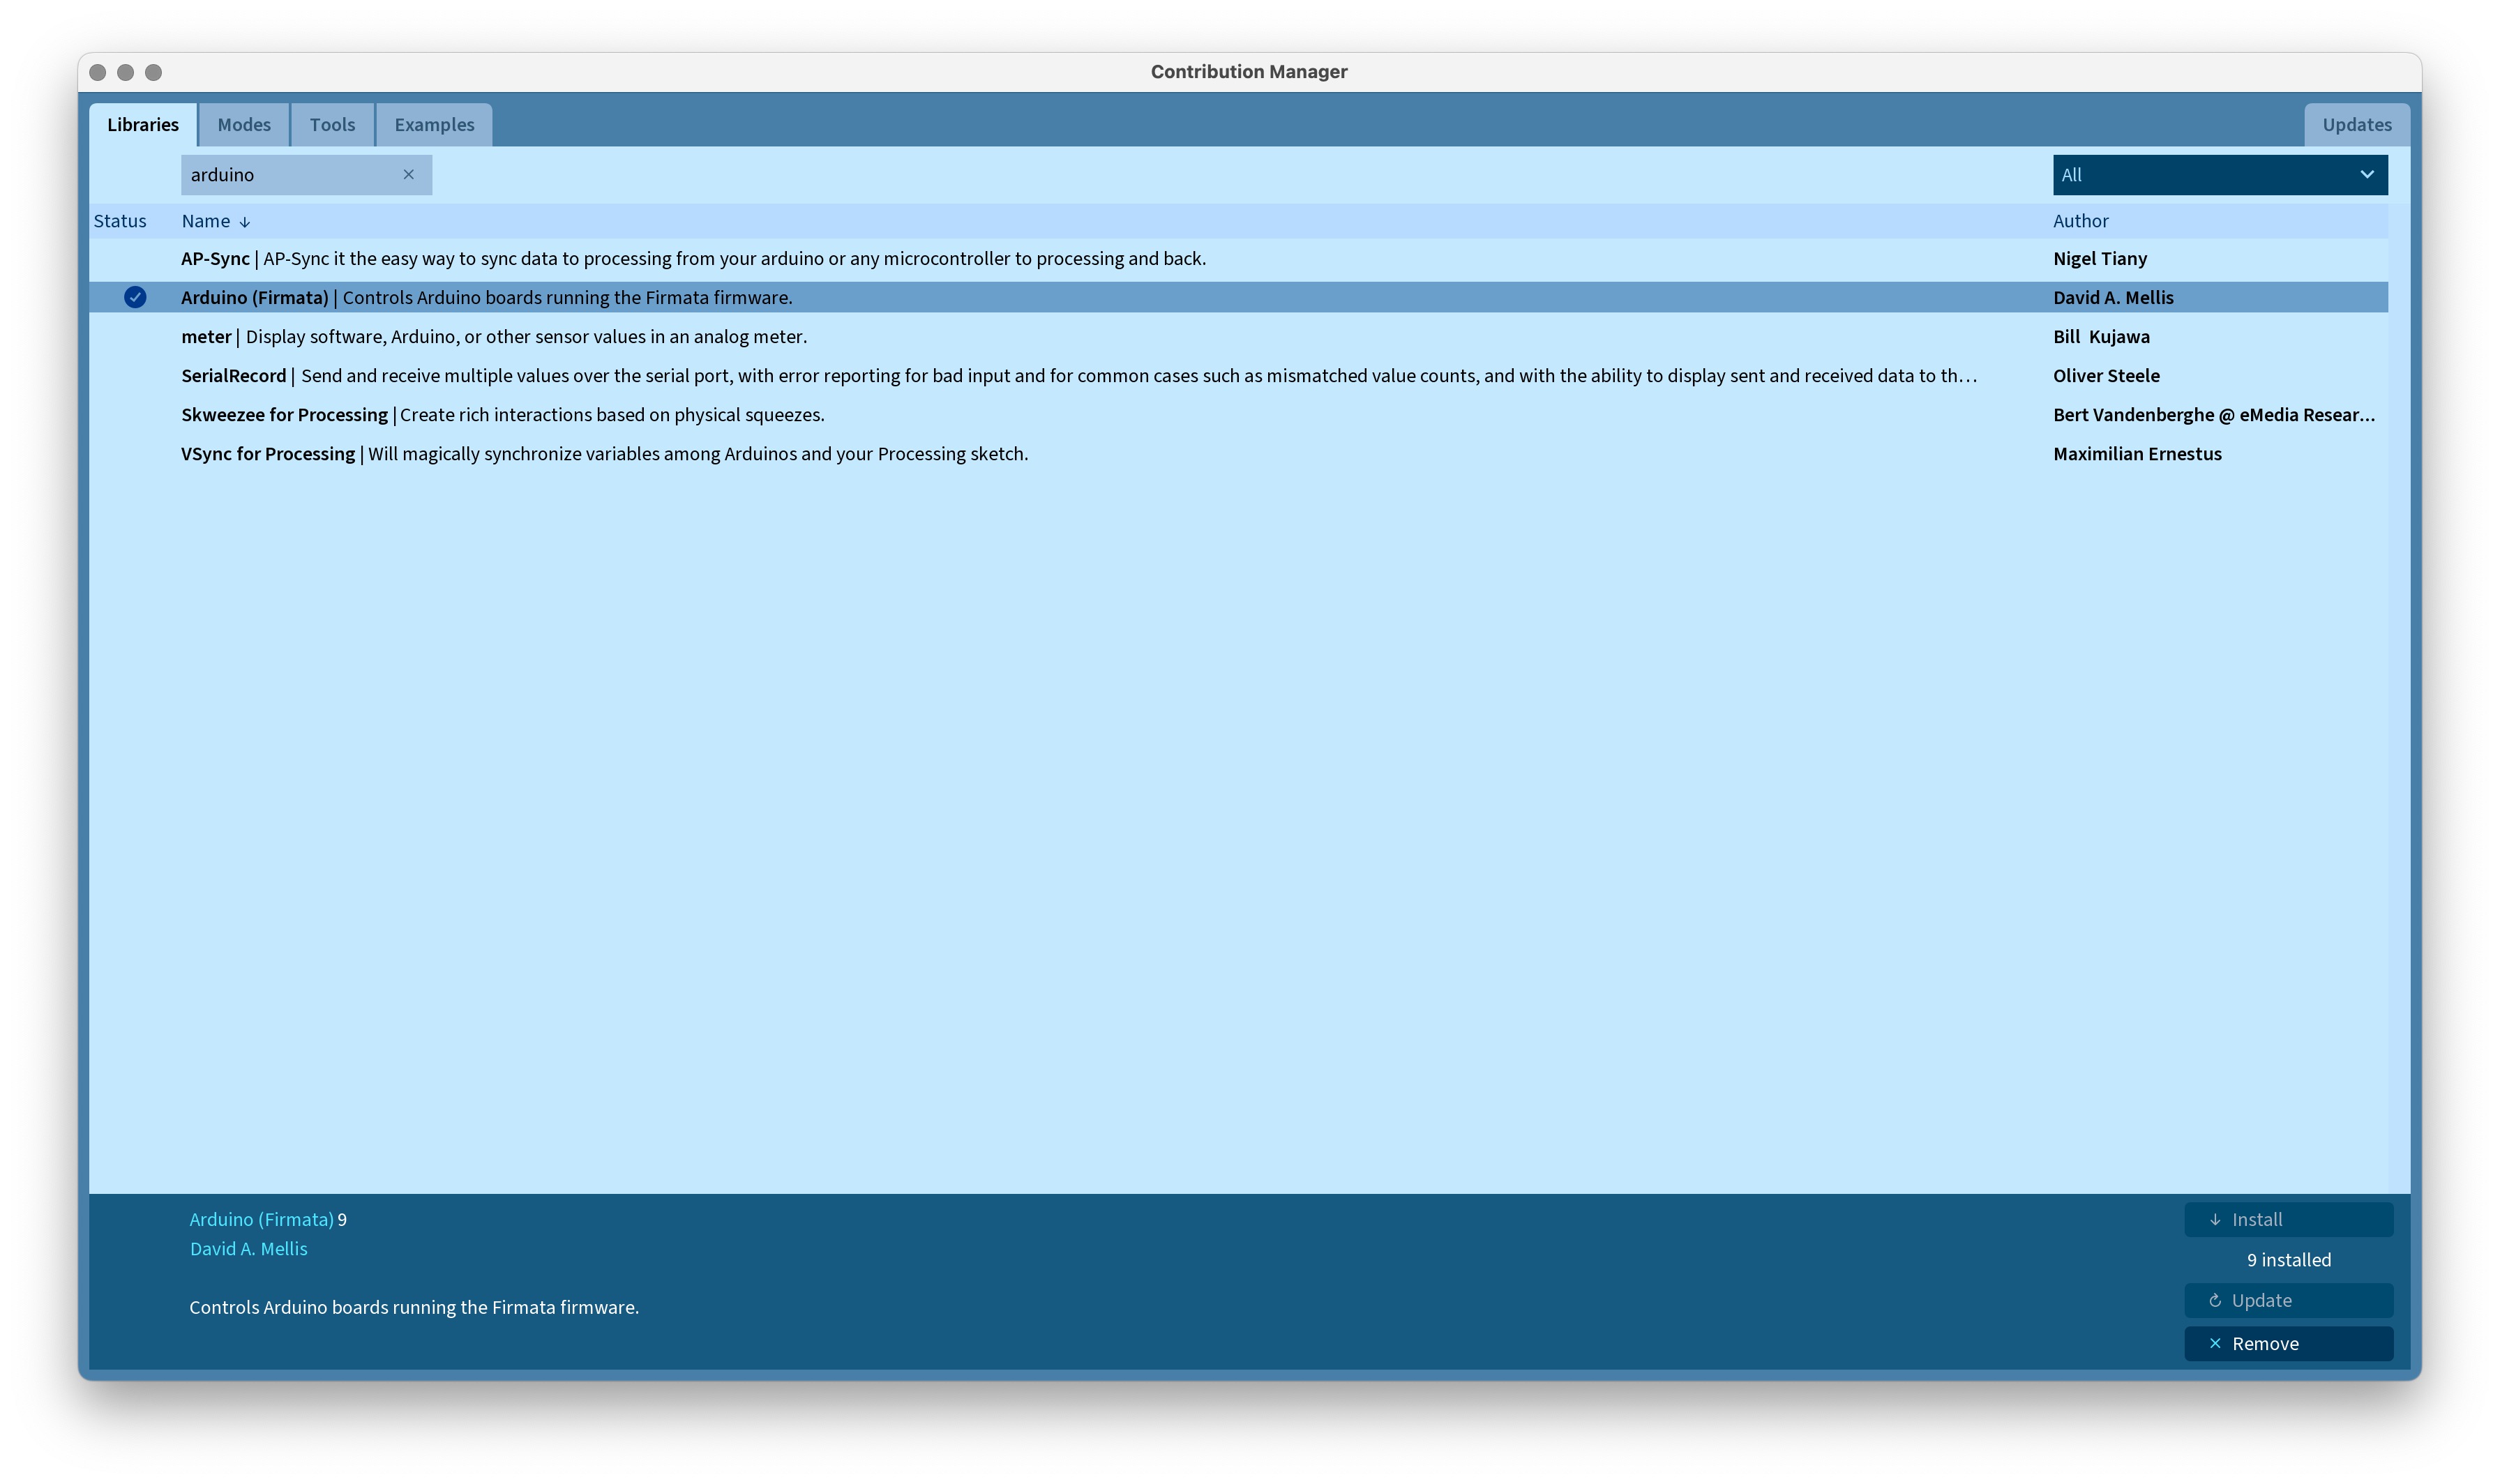 Contribution Manager
Libraries Modes Tools Examples Updates
arduino All
Status Name Author
AP-Sync | AP-Sync it the easy way to sync data to processing from your arduino or any microcontroller to processing and back. Nigel Tiany
Arduino (Firmata) | Controls Arduino boards running the Firmata firmware. David A. Mellis
meter | Display software, Arduino, or other sensor values in an analog meter. Bill  Kujawa
SerialRecord | Send and receive multiple values over the serial port, with error reporting for bad input and for common cases such as mismatched value counts, and with the ability to display sent and received data to th… Oliver Steele
Skweezee for Processing | Create rich interactions based on physical squeezes. Bert Vandenberghe @ eMedia Resear…
VSync for Processing | Will magically synchronize variables among Arduinos and your Processing sketch. Maximilian Ernestus
Arduino (Firmata) 9
David A. Mellis
Controls Arduino boards running the Firmata firmware.
Install
9 installed
Update
Remove